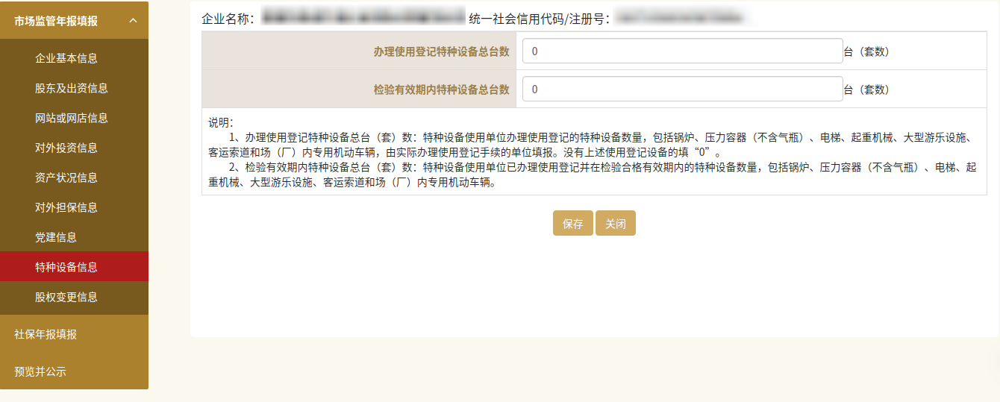 市场监管年报填报
企业基本信息
股东及出资信息
网站或网店信息
对外投资信息
资产状况信息
对外担保信息
党建信息
特种设备信息
股权变更信息
社保年报填报
预览并公示
企业名称： 统一社会信用代码/注册号：
办理使用登记特种设备总台数 0 台（套数）
检验有效期内特种设备总台数 0 台（套数）
说明：
1、办理使用登记特种设备总台（套）数：特种设备使用单位办理使用登记的特种设备数量，包括锅炉、压力容器（不含气瓶）、电梯、起重机械、大型游乐设施、
客运索道和场（厂）内专用机动车辆，由实际办理使用登记手续的单位填报。没有上述使用登记设备的填“0”。
2、检验有效期内特种设备总台（套）数：特种设备使用单位已办理使用登记并在检验合格有效期内的特种设备数量，包括锅炉、压力容器（不含气瓶）、电梯、起
重机械、大型游乐设施、客运索道和场（厂）内专用机动车辆。
保存 关闭